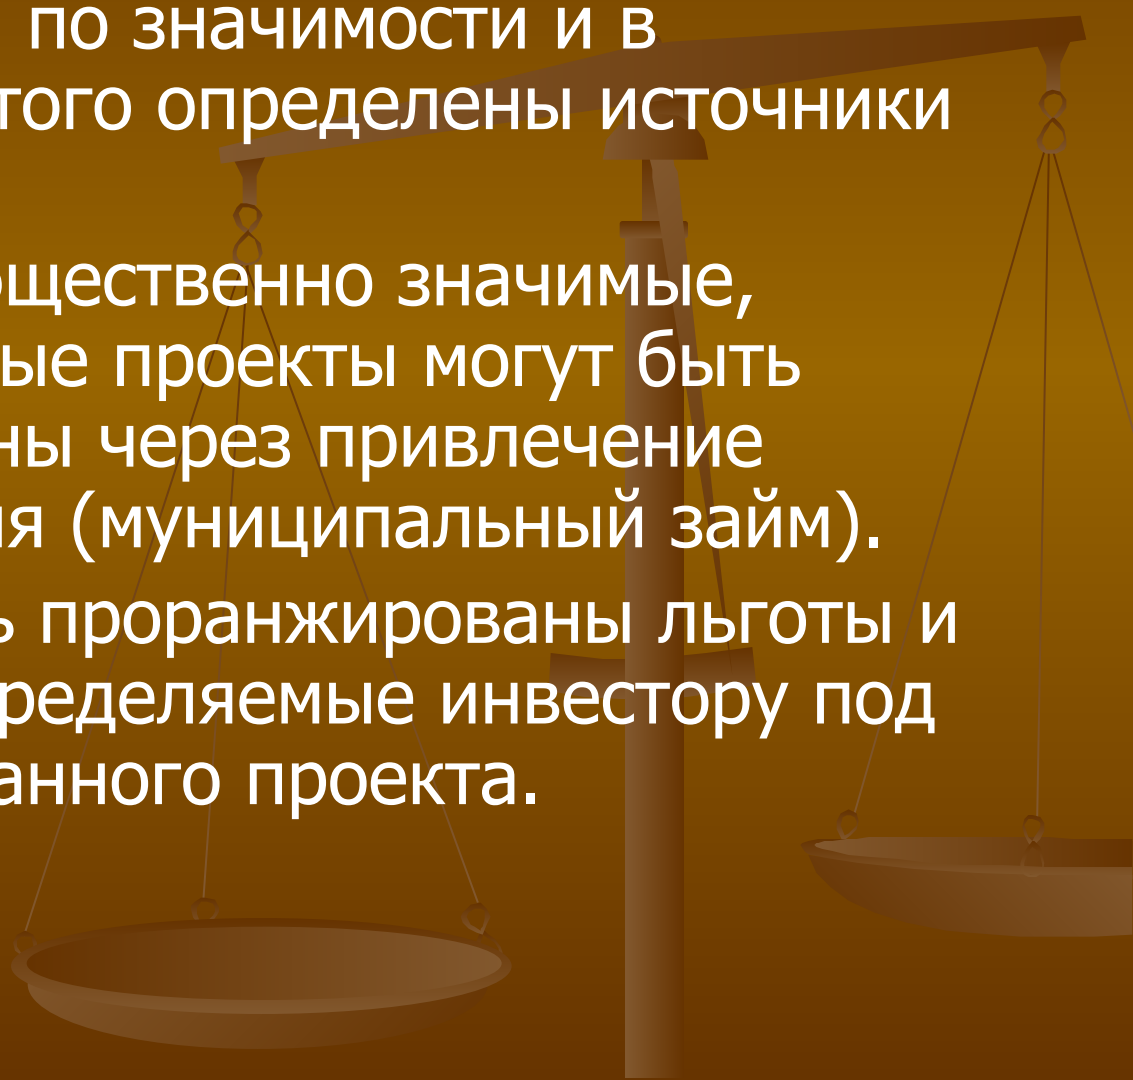 по значимости и в
того определены источники
щественно значимые,
ые проекты могут быть
ны через привлечение
ия (муниципальный займ).
ь проранжированы льготы и
ределяемые инвестору под
анного проекта.